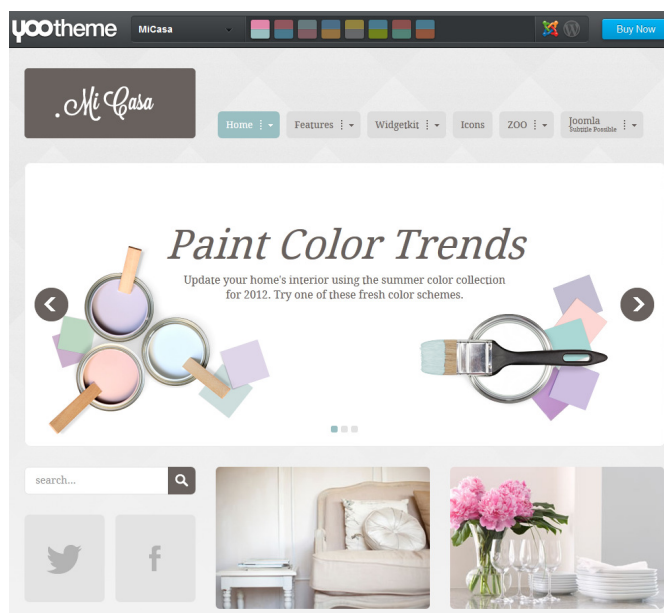 yootheme
MiCasa
Buy Now
Mi Casa
Home
Features
Widgetkit
Icons
ZOO
Joomla
Subtitle Possible
Paint Color Trends
Update your home's interior using the summer color collection
for 2012. Try one of these fresh color schemes.
search...